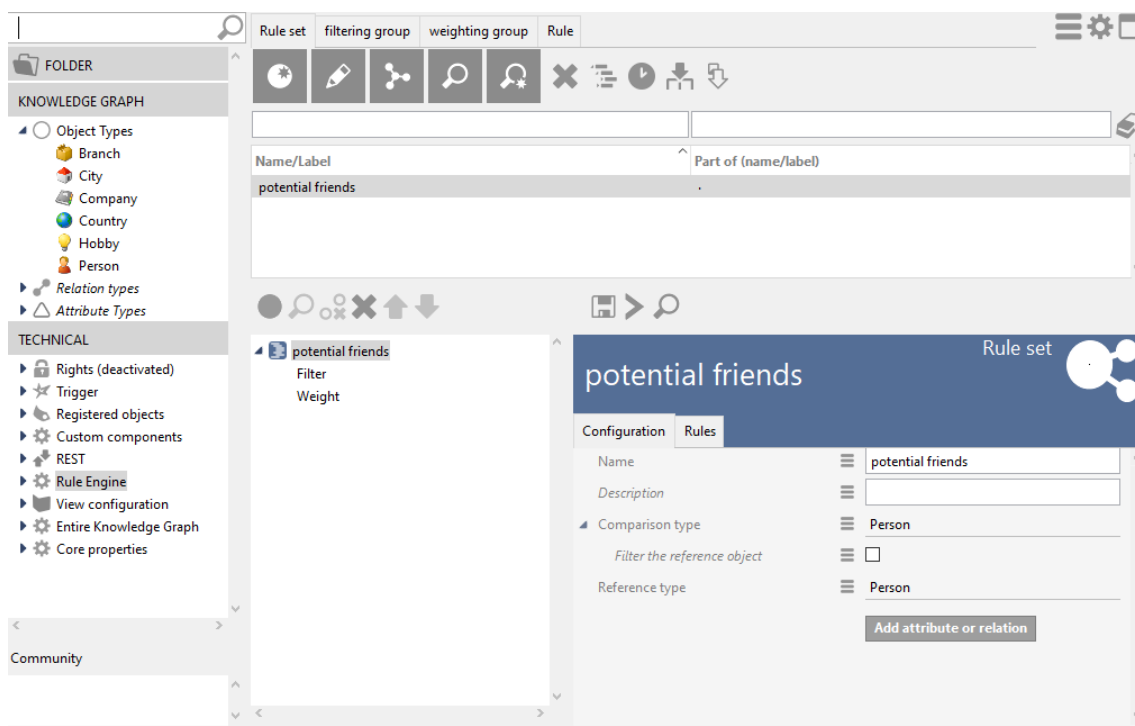 Rule set
filtering group
weighting group
Rule
FOLDER
KNOWLEDGE GRAPH
Object Types
Branch
City
Company
Country
Hobby
Person
Relation types
Attribute Types
TECHNICAL
Rights (deactivated)
Trigger
Registered objects
Custom components
REST
Rule Engine
View configuration
Entire Knowledge Graph
Core properties
Community
Name/Label
Part of (name/label)
potential friends
potential friends
Filter
Weight
Rule set
potential friends
Configuration
Rules
Name
potential friends
Description
Comparison type
Person
Filter the reference object
Reference type
Person
Add attribute or relation